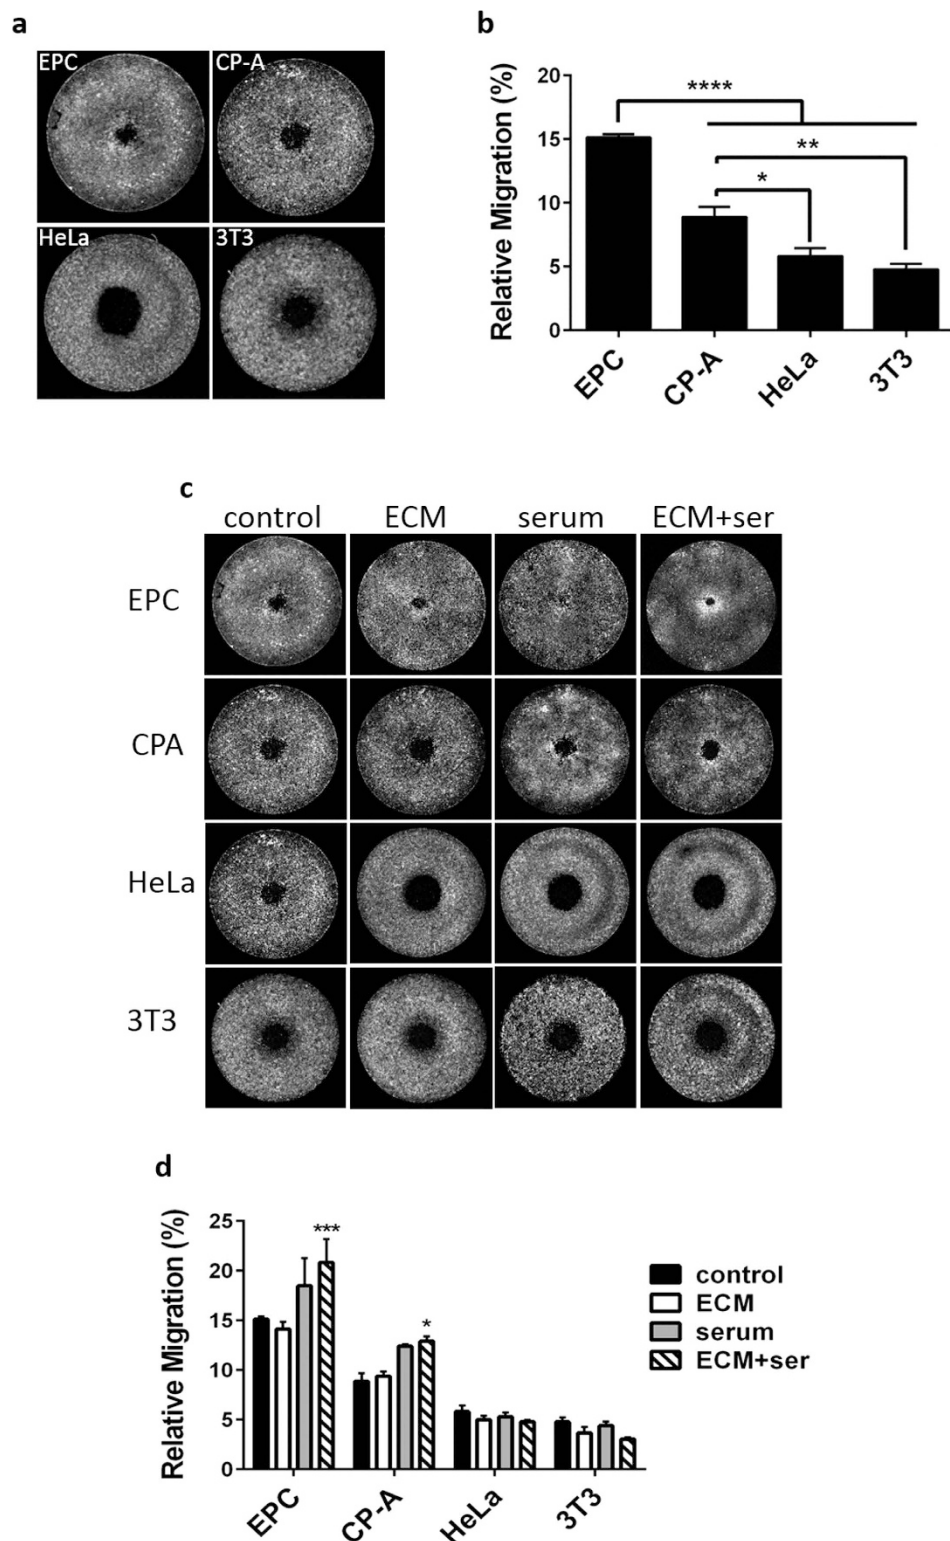 a
EPC CP-A
HeLa 3T3
b
Relative Migration (%)
20
15
10
5
0
****
**
*
EPC CP-A HeLa 3T3
c
control ECM serum ECM+ser
EPC
CPA
HeLa
3T3
d
Relative Migration (%)
25
20
15
10
5
0
***
*
EPC CP-A HeLa 3T3
control
ECM
serum
ECM+ser